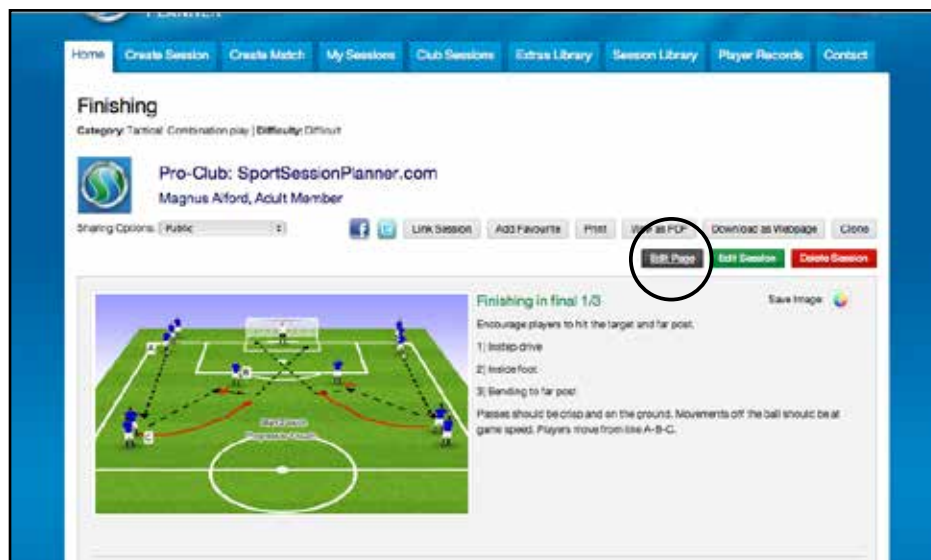 PLANNER
Home Create Session Create Match My Sessions Club Sessions Extras Library Session Library Player Records Contact
Finishing
Category: Tactical: Combination play | Difficulty: Difficult
Pro-Club: SportSessionPlanner.com
Magnus Alford, Adult Member
Sharing Options: Public
Link Session Add Favourite Print View as PDF Download as Webpage Clone
Edit Page Edit Session Delete Session
Finishing in final 1/3
Save Image:
Encourage players to hit the target and far post.
1) Instep drive
2) Inside foot
3) Bending to far post
Passes should be crisp and on the ground. Movements off the ball should be at
game speed. Players move from line A-B-C.
A
B
C